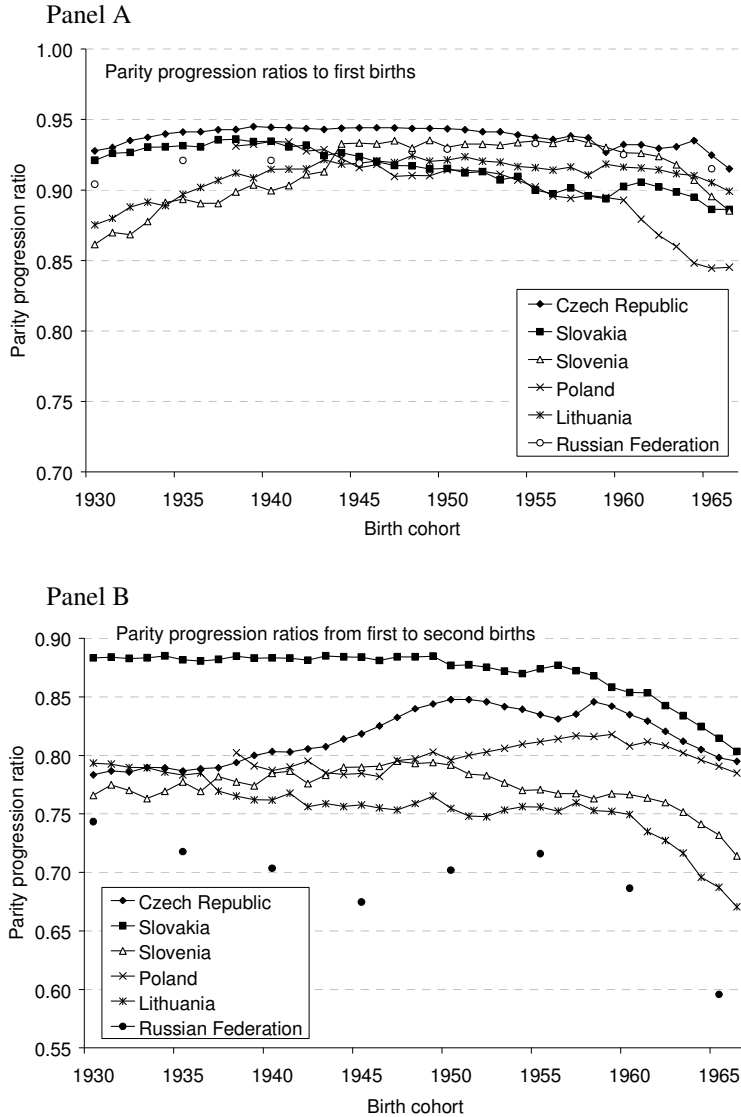 Panel A
1.00
Parity progression ratios to first births
0.95
0.90
0.85
0.80
0.75
0.70
Parity progression ratio
Czech Republic
Slovakia
Slovenia
Poland
Lithuania
Russian Federation
1930 1935 1940 1945 1950 1955 1960 1965
Birth cohort
Panel B
Parity progression ratios from first to second births
0.90
0.85
0.80
0.75
0.70
0.65
0.60
0.55
Parity progression ratio
Czech Republic
Slovakia
Slovenia
Poland
Lithuania
Russian Federation
1930 1935 1940 1945 1950 1955 1960 1965
Birth cohort